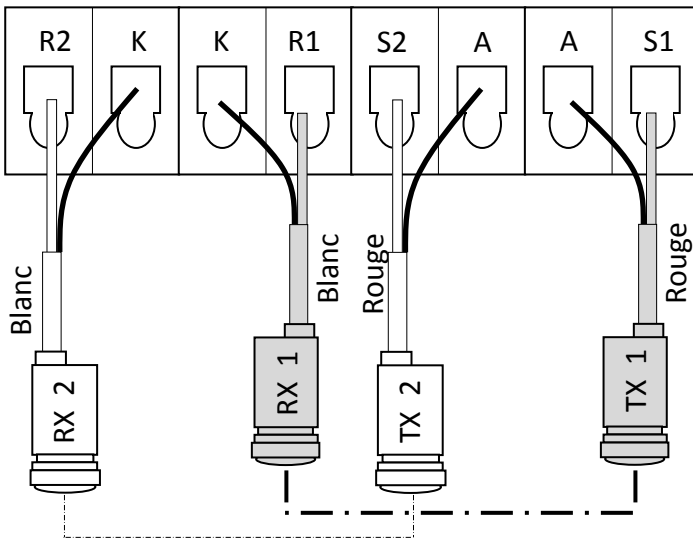 R2 K K R1 S2 A A S1
Blanc
Blanc
Rouge
Rouge
RX 2
RX 1
TX 2
TX 1